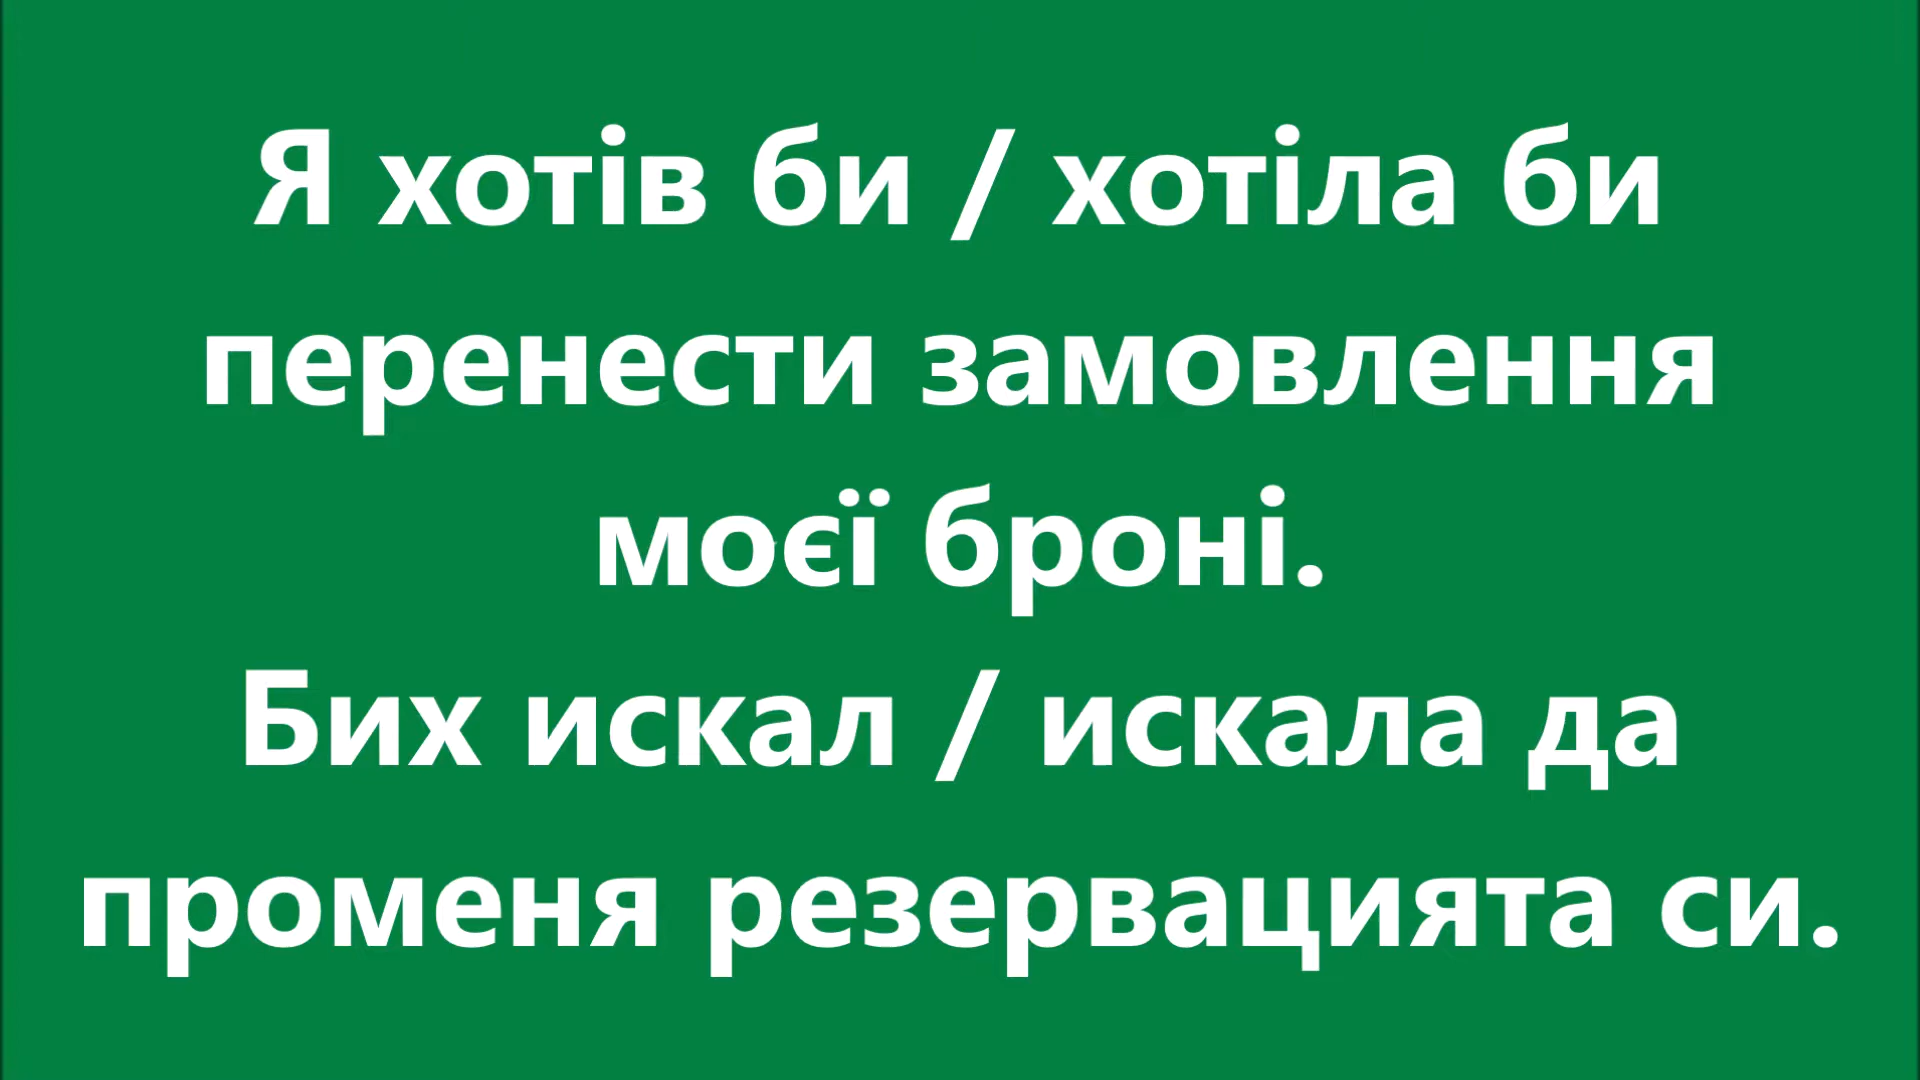 Я хотів би / хотіла би
перенести замовлення
моєї броні.
Бих искал / искала да
променя резервацията си.